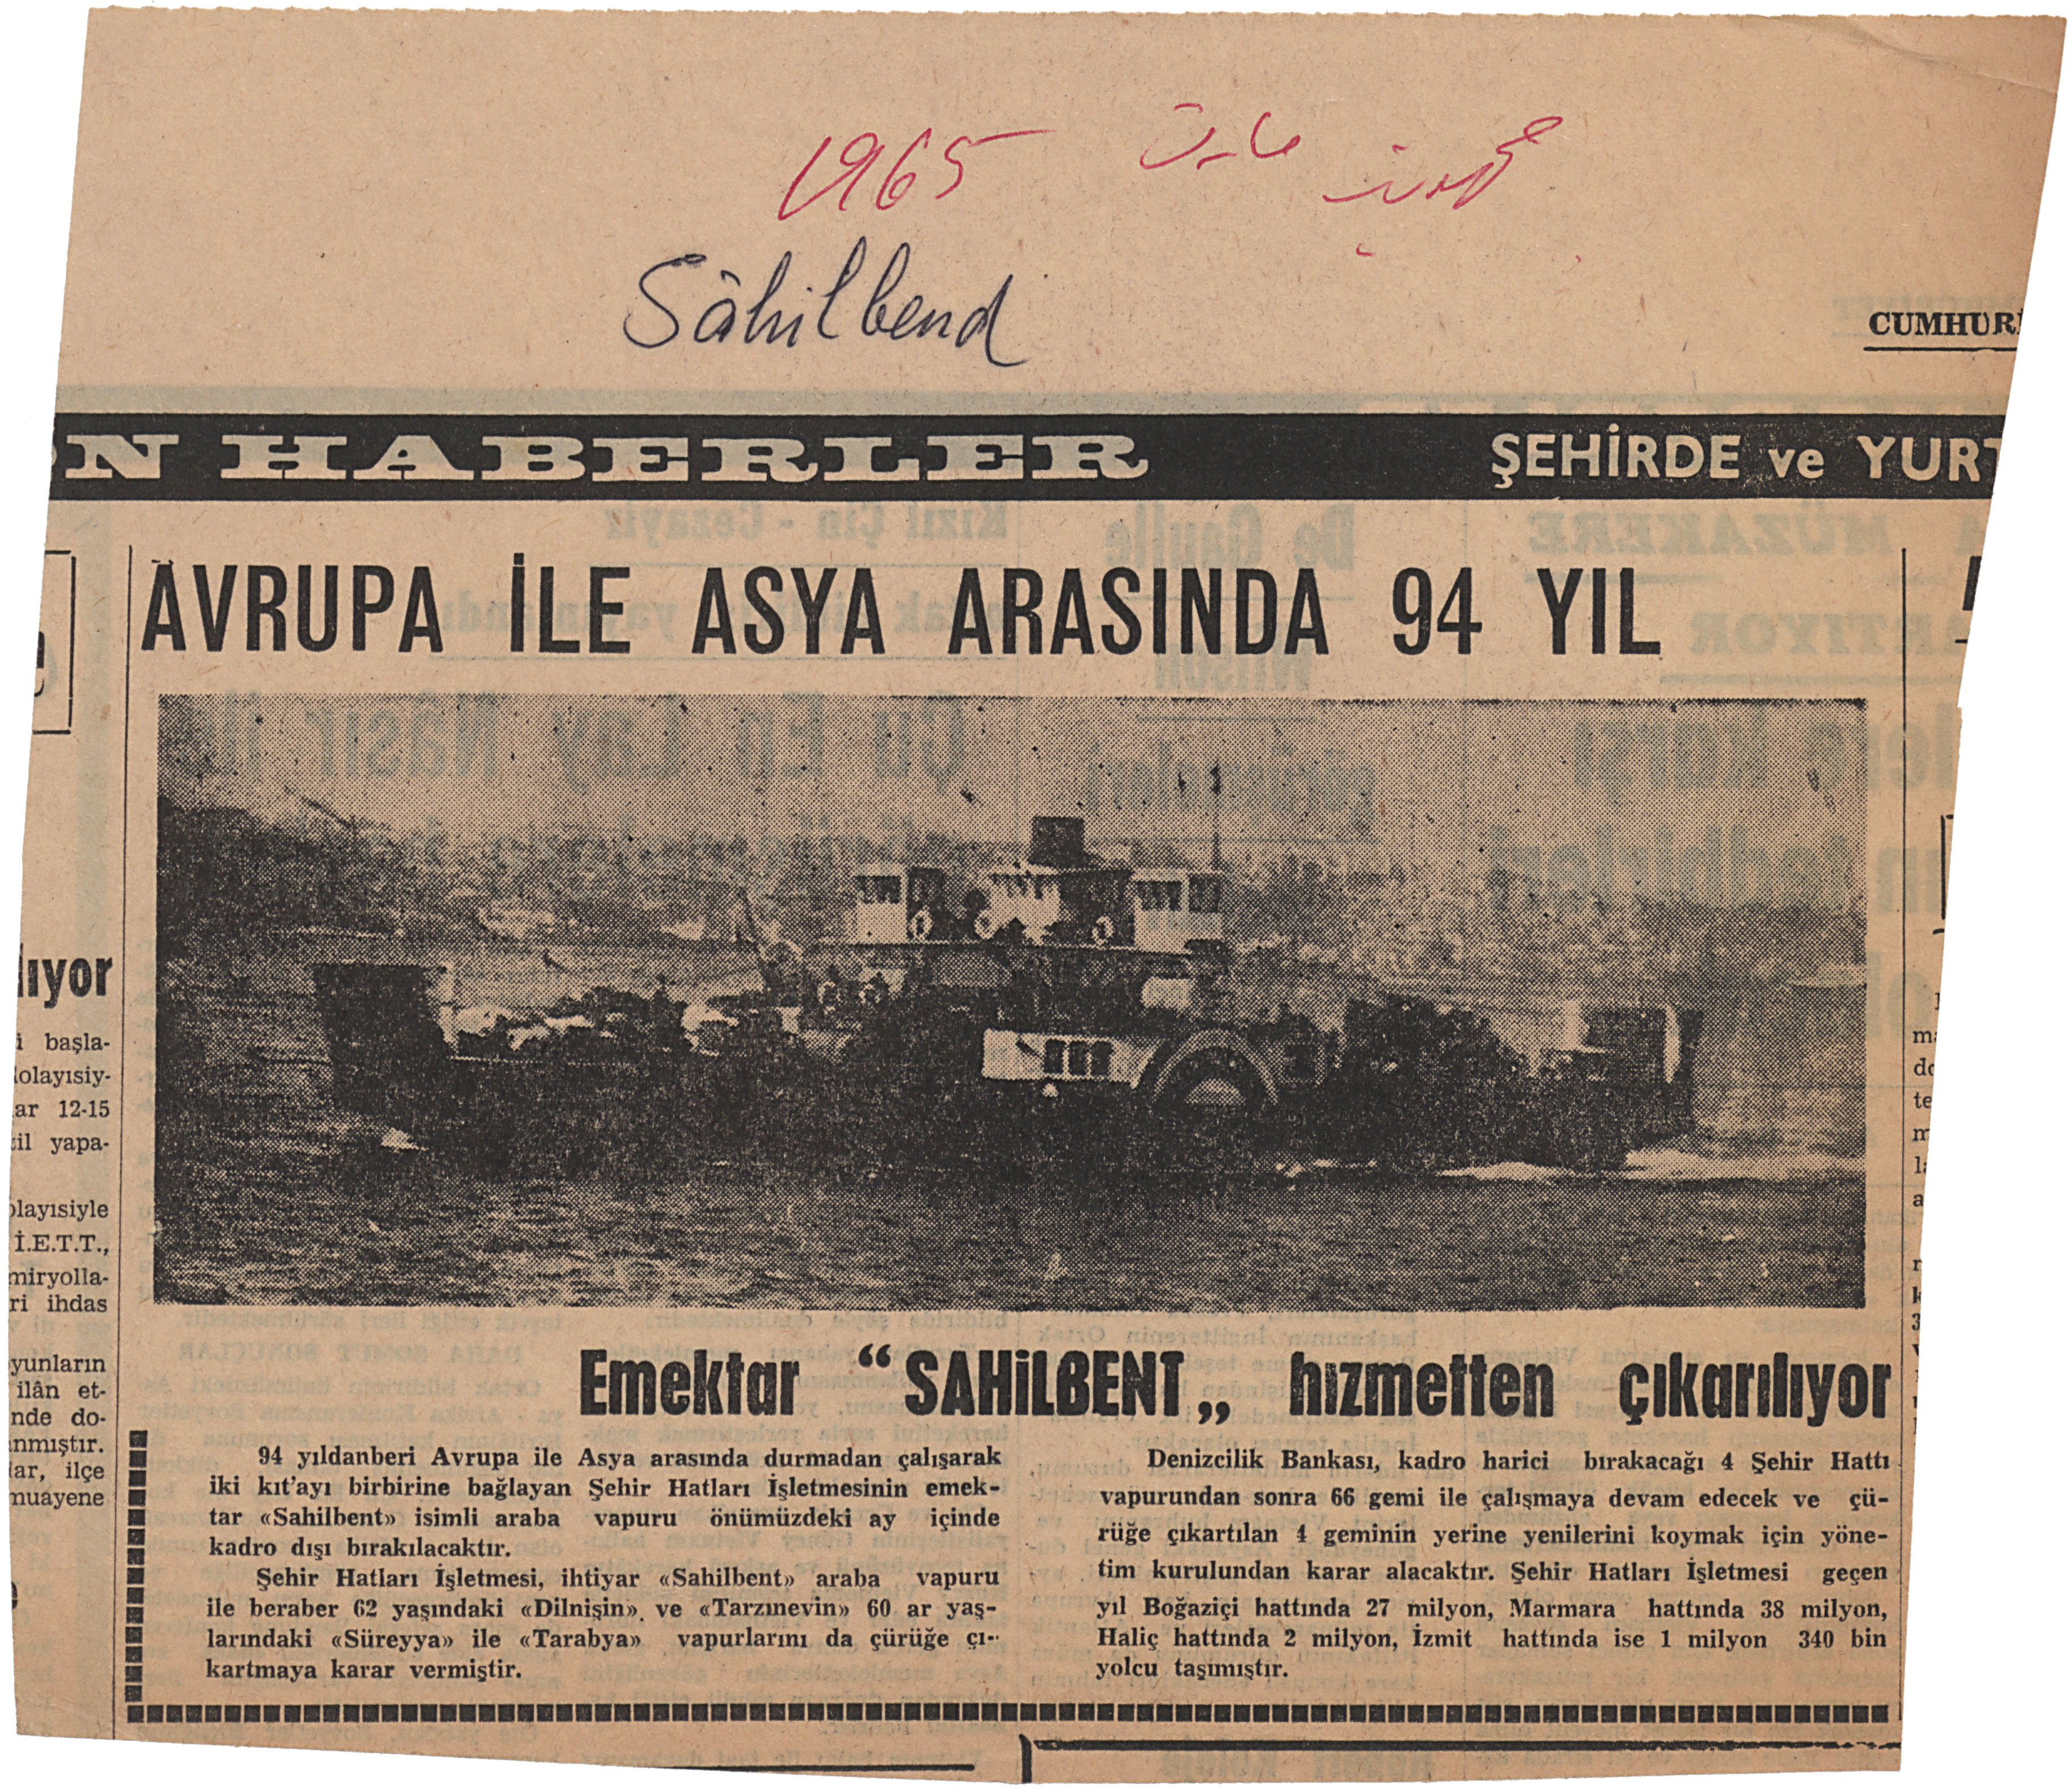 1965 مارت جمهوريت
Sâhilbend
CUMHURİ
ON HABERLER
ŞEHİRDE ve YURT
AVRUPA İLE ASYA ARASINDA 94 YIL
Emektar “SAHiLBENT„ hizmetten çıkarılıyor
94 yıldanberi Avrupa ile Asya arasında durmadan çalışarak
iki kıt'ayı birbirine bağlayan Şehir Hatları İşletmesinin emek-
tar «Sahilbent» isimli araba vapuru önümüzdeki ay içinde
kadro dışı bırakılacaktır.
Şehir Hatları İşletmesi, ihtiyar «Sahilbent» araba vapuru
ile beraber 62 yaşındaki «Dilnişin». ve «Tarzınevin» 60 ar yaş-
larındaki «Süreyya» ile «Tarabya» vapurlarını da çürüğe çı-
kartmaya karar vermiştir.
Denizcilik Bankası, kadro harici bırakacağı 4 Şehir Hattı
vapurundan sonra 66 gemi ile çalışmaya devam edecek ve çü-
rüğe çıkartılan 4 geminin yerine yenilerini koymak için yöne-
tim kurulundan karar alacaktır. Şehir Hatları İşletmesi geçen
yıl Boğaziçi hattında 27 milyon, Marmara hattında 38 milyon,
Haliç hattında 2 milyon, İzmit hattında ise 1 milyon 340 bin
yolcu taşımıştır.
lıyor
i başla-
olayısiy-
ar 12-15
il yapa-
olayısiyle
İ.E.T.T.,
miryolla-
ri ihdas
yunların
ilân et-
nde do-
nmıştır.
lar, ilçe
muayene